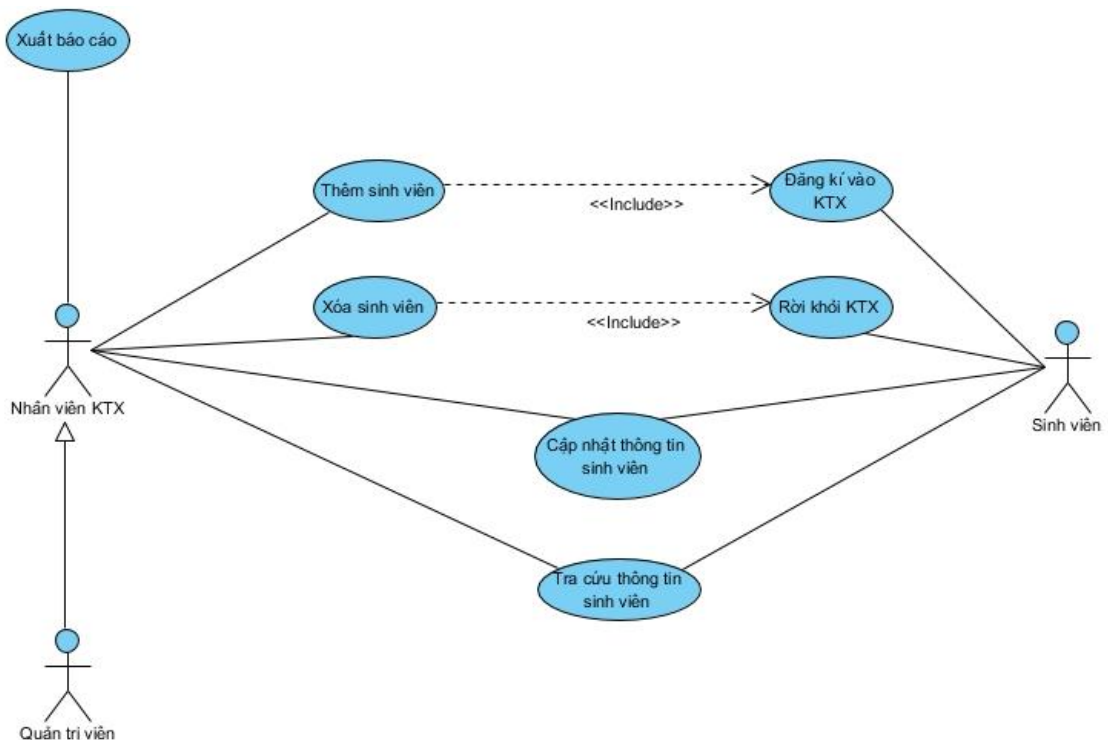 Xuất báo cáo
Thêm sinh viên
<<Include>>
Đăng kí vào
KTX
Xóa sinh viên
<<Include>>
Rời khỏi KTX
Nhân viên KTX
Sinh viên
Cập nhật thông tin
sinh viên
Tra cứu thông tin
sinh viên
Quản trị viên